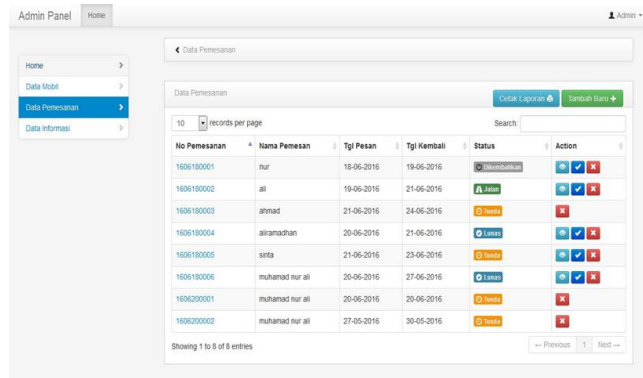 Admin Panel Home Admin
Data Pemesanan
Home
Data Mobil
Data Pemesanan
Data Informasi
Data Pemesanan Cetak Laporan Tambah Baru
10 records per page Search:
No Pemesanan Nama Pemesan Tgl Pesan Tgl Kembali Status Action
1606180001 nur 18-06-2016 19-06-2016 Dikembalikan
1606180002 ali 19-06-2016 21-06-2016 Jalan
1606180003 ahmad 21-06-2016 24-06-2016 Tunda
1606180004 aliramadhan 20-06-2016 21-06-2016 Lunas
1606180005 sinta 21-06-2016 23-06-2016 Tunda
1606180006 muhamad nur ali 20-06-2016 27-06-2016 Lunas
1606200001 muhamad nur ali 20-06-2016 20-06-2016 Tunda
1606200002 muhamad nur ali 27-05-2016 30-05-2016 Tunda
Showing 1 to 8 of 8 entries ← Previous 1 Next →